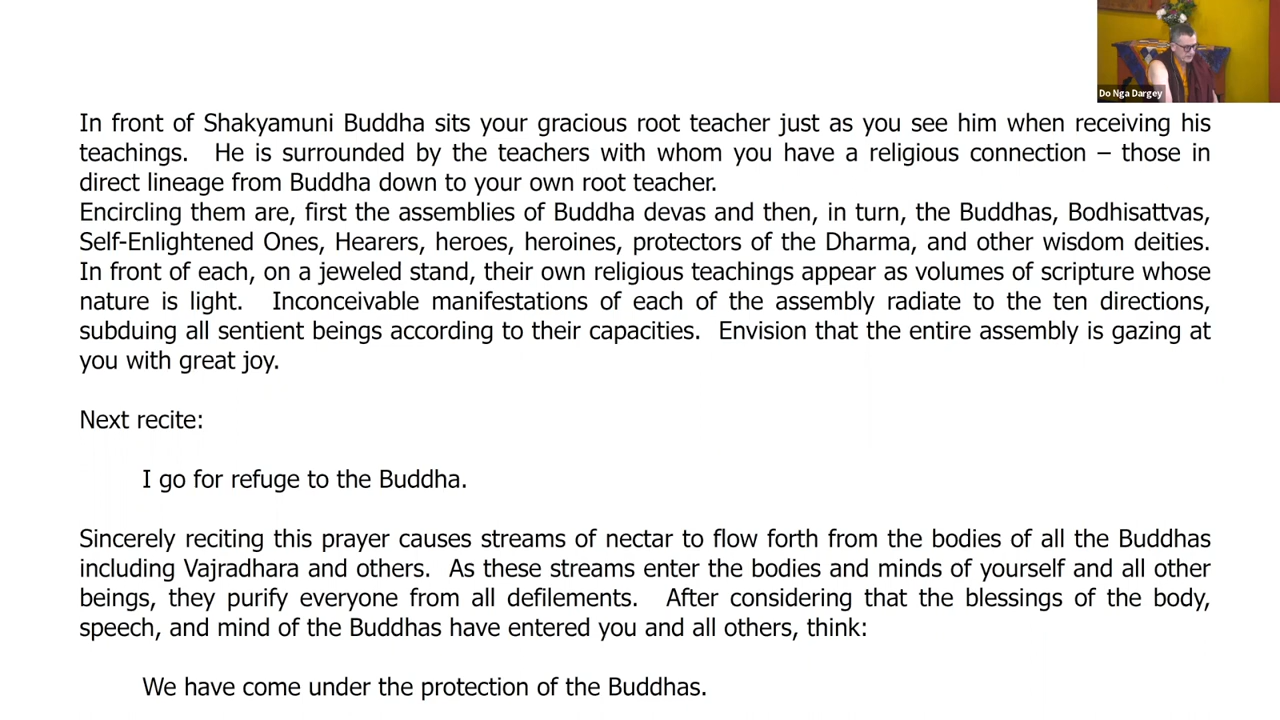 Do Nga Dargey
In front of Shakyamuni Buddha sits your gracious root teacher just as you see him when receiving his
teachings.  He is surrounded by the teachers with whom you have a religious connection – those in
direct lineage from Buddha down to your own root teacher.
Encircling them are, first the assemblies of Buddha devas and then, in turn, the Buddhas, Bodhisattvas,
Self-Enlightened Ones, Hearers, heroes, heroines, protectors of the Dharma, and other wisdom deities.
In front of each, on a jeweled stand, their own religious teachings appear as volumes of scripture whose
nature is light.  Inconceivable manifestations of each of the assembly radiate to the ten directions,
subduing all sentient beings according to their capacities.  Envision that the entire assembly is gazing at
you with great joy.
Next recite:
I go for refuge to the Buddha.
Sincerely reciting this prayer causes streams of nectar to flow forth from the bodies of all the Buddhas
including Vajradhara and others.  As these streams enter the bodies and minds of yourself and all other
beings, they purify everyone from all defilements.  After considering that the blessings of the body,
speech, and mind of the Buddhas have entered you and all others, think:
We have come under the protection of the Buddhas.